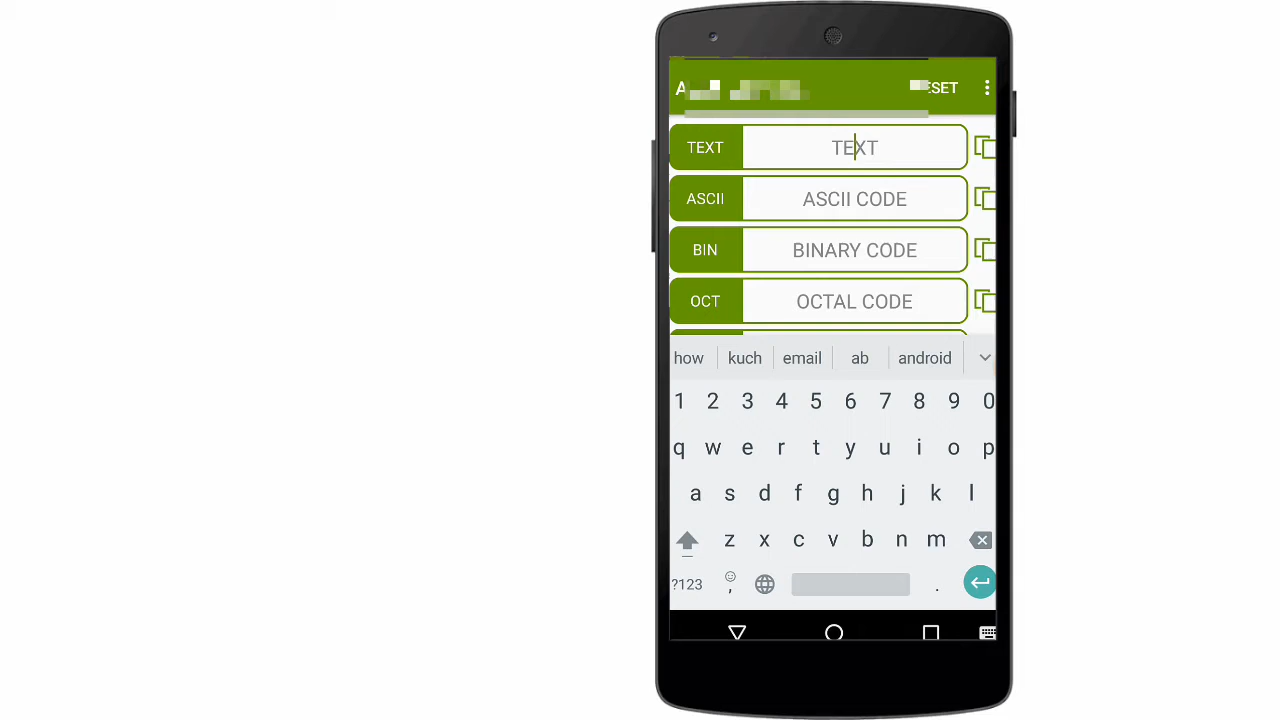 TEXT TEXT
ASCII ASCII CODE
BIN BINARY CODE
OCT OCTAL CODE
how kuch email ab android
1 2 3 4 5 6 7 8 9 0
q w e r t y u i o p
a s d f g h j k l
z x c v b n m
?123 , .